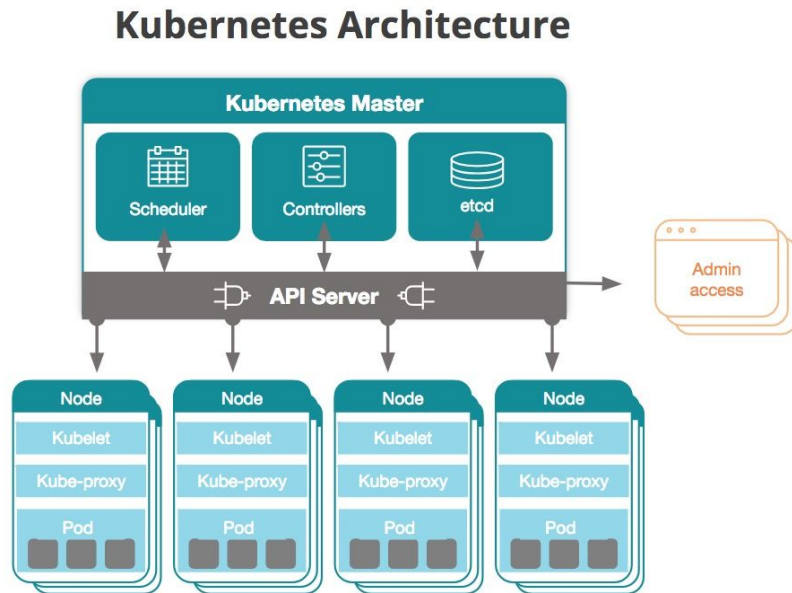 Kubernetes Architecture
Kubernetes Master
Scheduler
Controllers
etcd
API Server
Admin
access
Node
Kubelet
Kube-proxy
Pod
Node
Kubelet
Kube-proxy
Pod
Node
Kubelet
Kube-proxy
Pod
Node
Kubelet
Kube-proxy
Pod